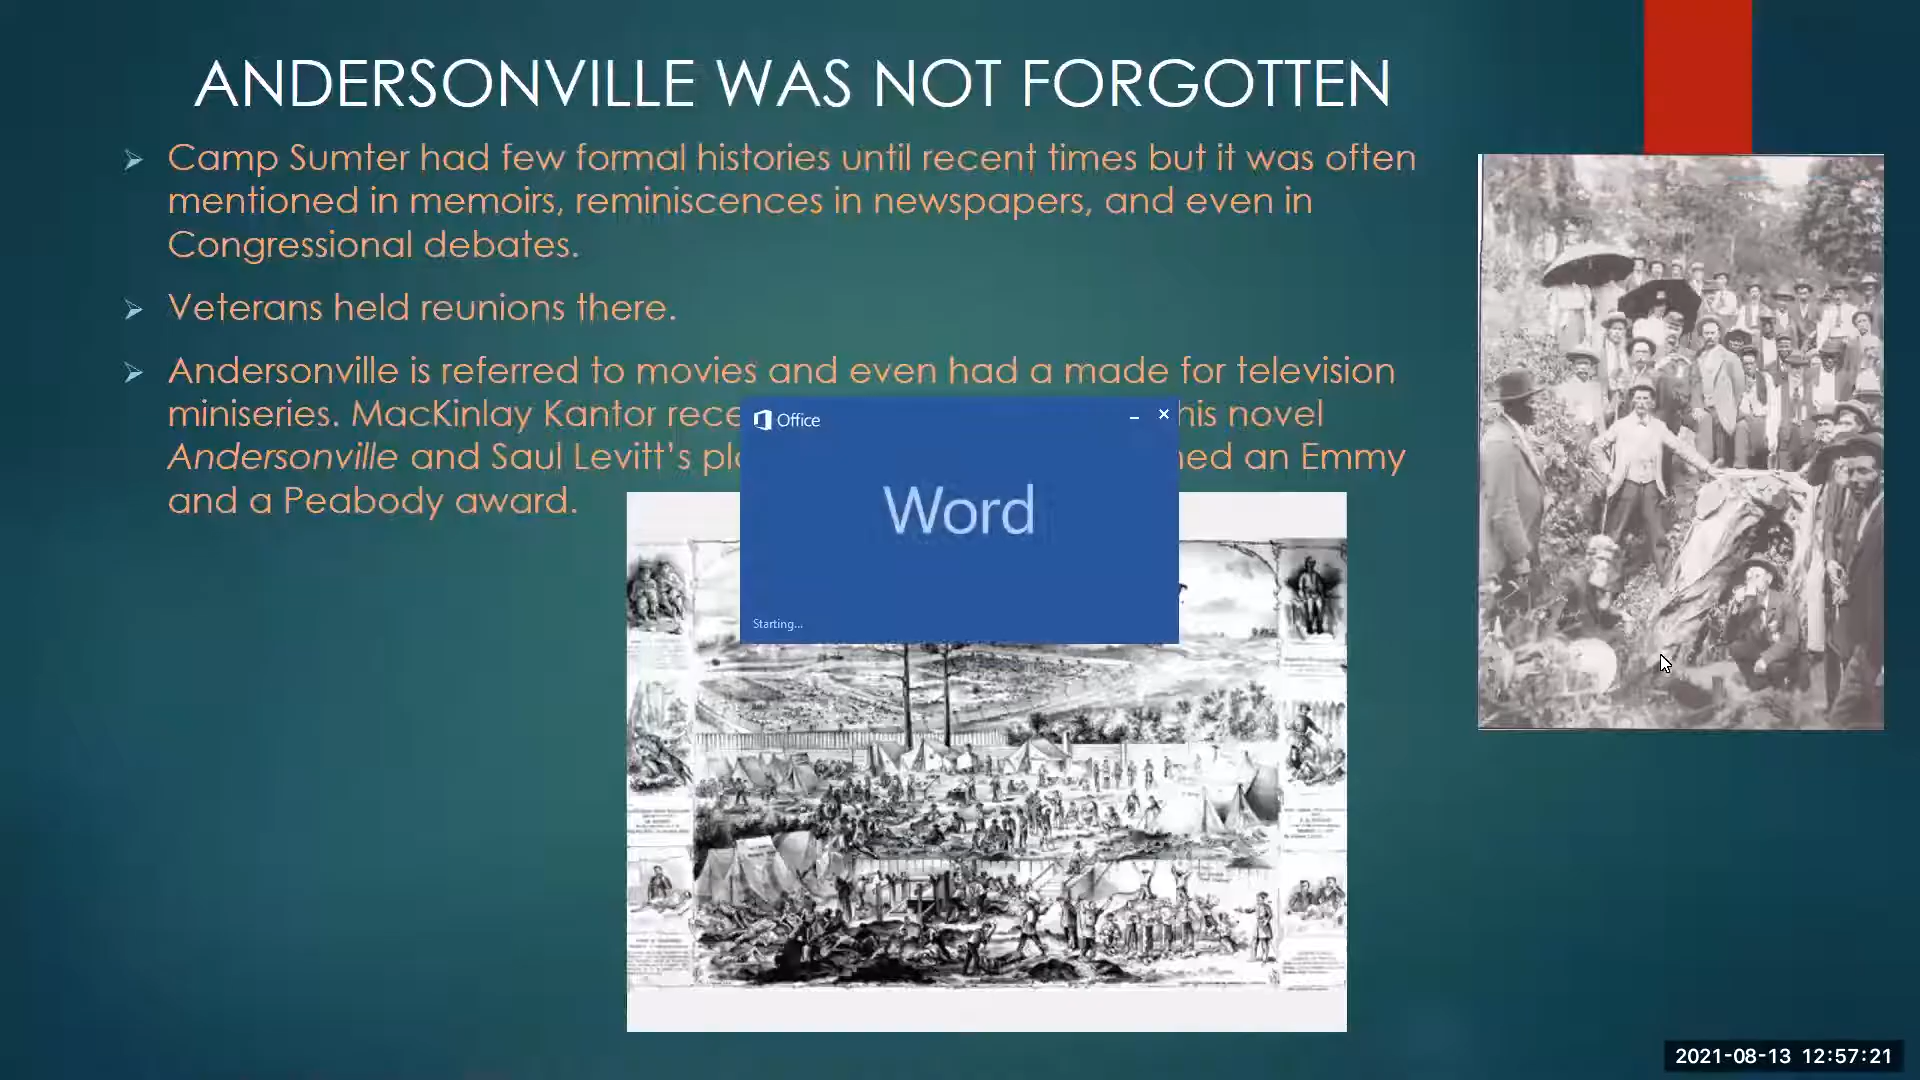 ANDERSONVILLE WAS NOT FORGOTTEN
Camp Sumter had few formal histories until recent times but it was often
mentioned in memoirs, reminiscences in newspapers, and even in
Congressional debates.
Veterans held reunions there.
Andersonville is referred to movies and even had a made for television
miniseries. MacKinlay Kantor his novel
Andersonville and Saul Levitt’s an Emmy
and a Peabody award.
Office
Word
Starting...
2021-08-13 12:57:21